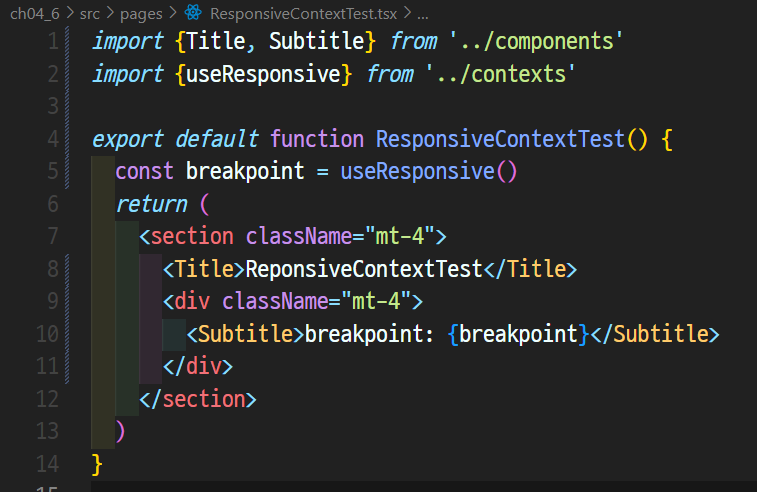 ch04_6 > src > pages > ResponsiveContextTest.tsx > ...
1 import {Title, Subtitle} from '../components'
2 import {useResponsive} from '../contexts'
3
4 export default function ResponsiveContextTest() {
5   const breakpoint = useResponsive()
6   return (
7     <section className="mt-4">
8       <Title>ReponsiveContextTest</Title>
9       <div className="mt-4">
10         <Subtitle>breakpoint: {breakpoint}</Subtitle>
11       </div>
12     </section>
13   )
14 }
15